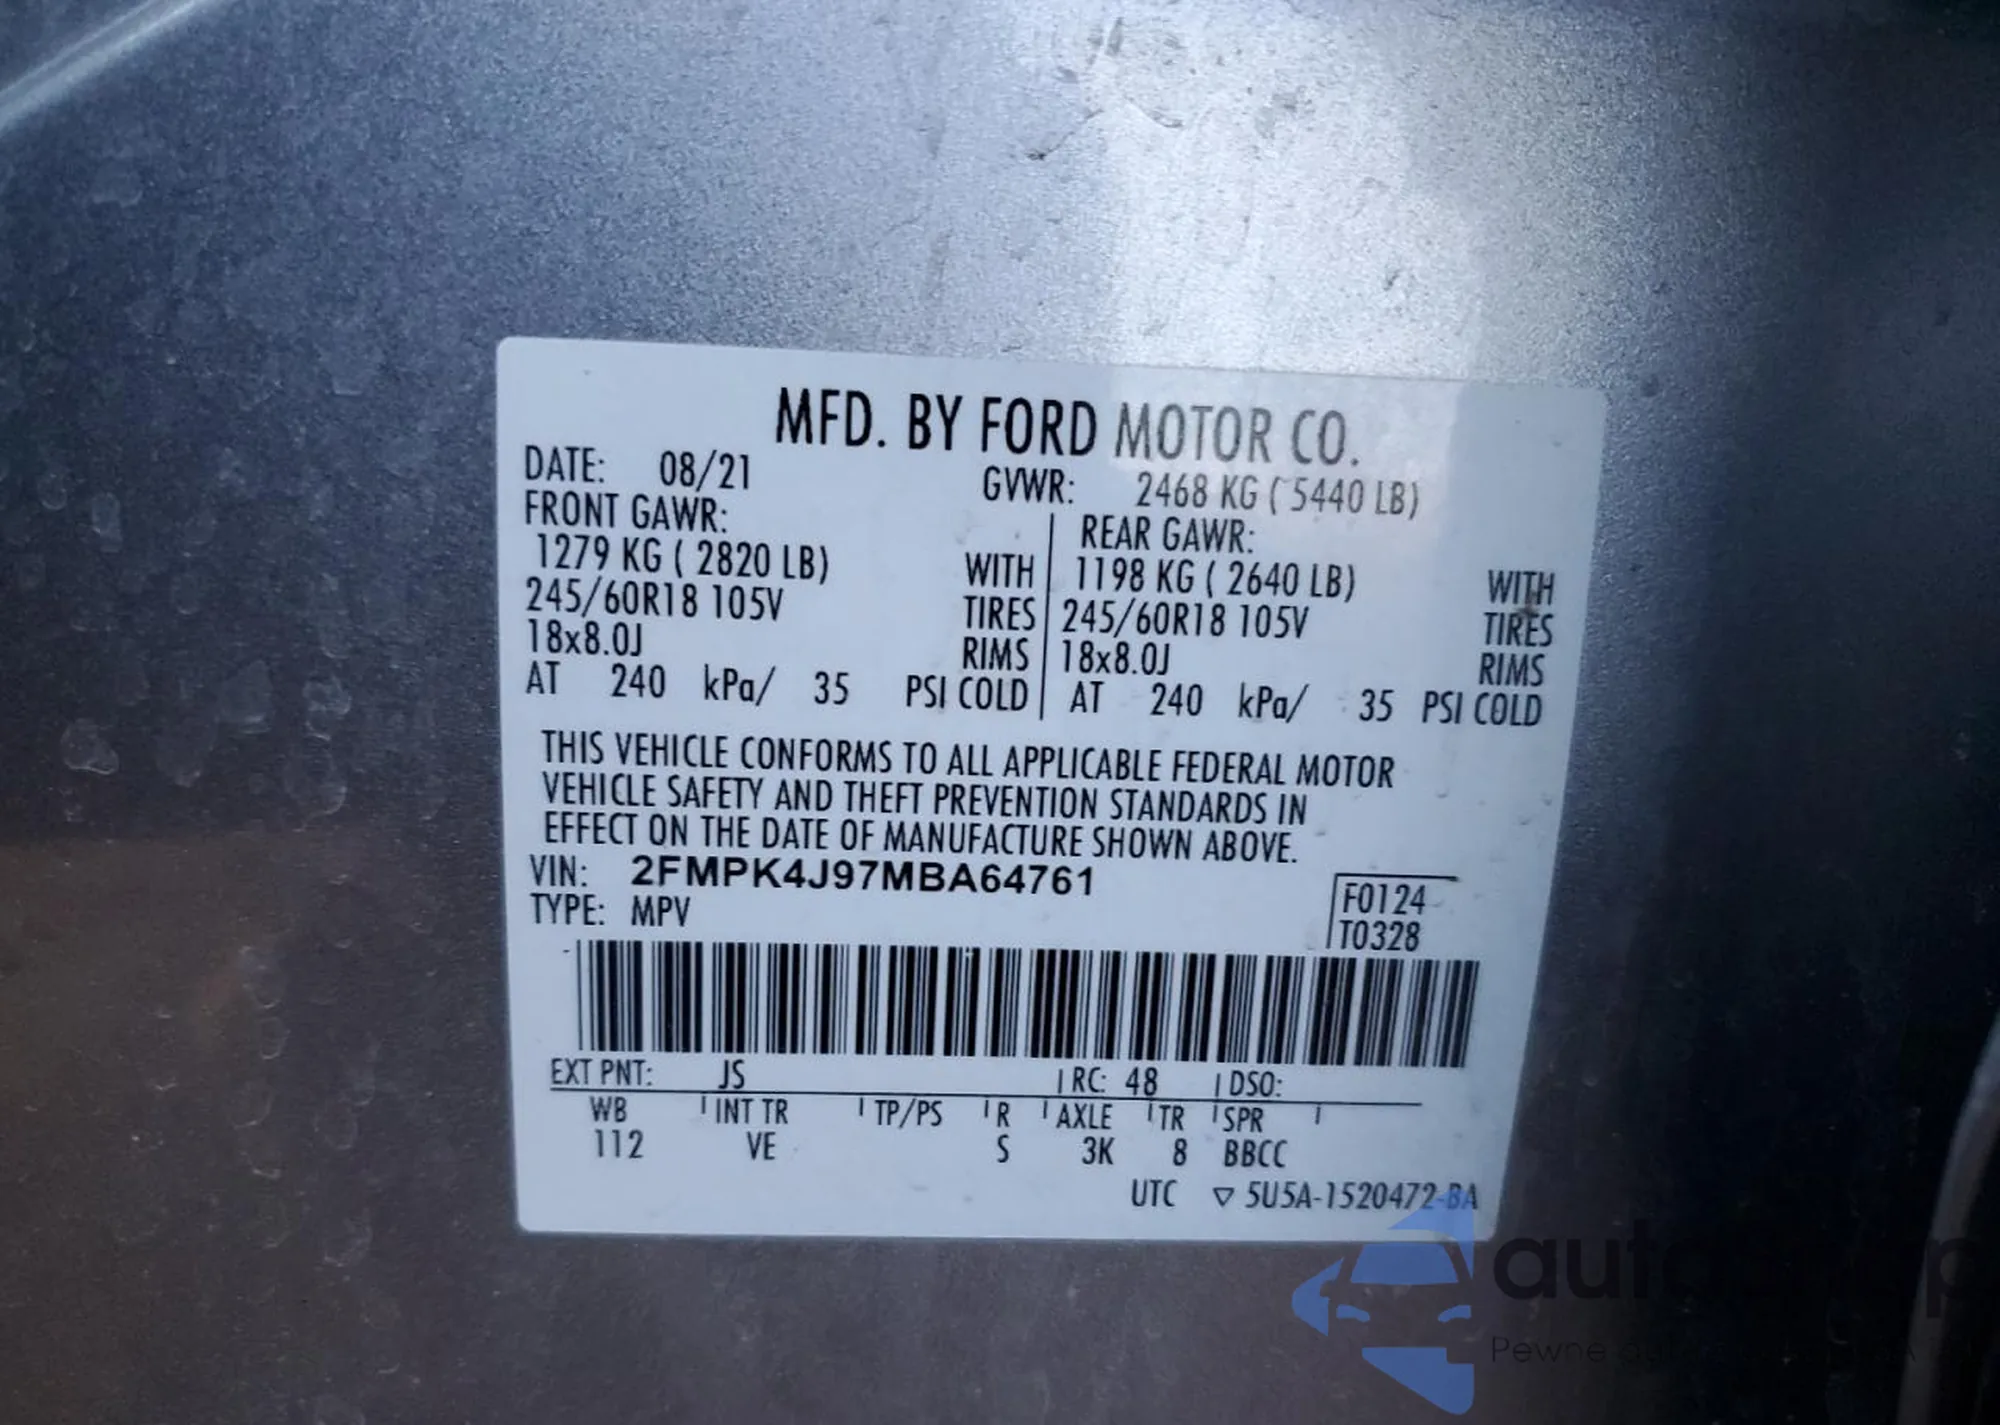 MFD. BY FORD MOTOR CO.
DATE: 08/21 GVWR: 2468 KG ( 5440 LB)
FRONT GAWR: REAR GAWR:
1279 KG ( 2820 LB) WITH 1198 KG ( 2640 LB) WITH
245/60R18 105V TIRES 245/60R18 105V TIRES
18x8.0J RIMS 18x8.0J RIMS
AT 240 kPa/ 35 PSI COLD AT 240 kPa/ 35 PSI COLD
THIS VEHICLE CONFORMS TO ALL APPLICABLE FEDERAL MOTOR
VEHICLE SAFETY AND THEFT PREVENTION STANDARDS IN
EFFECT ON THE DATE OF MANUFACTURE SHOWN ABOVE.
VIN: 2FMPK4J97MBA64761
TYPE: MPV
F0124
T0328
EXT PNT: JS RC: 48 DSO:
WB INT TR TP/PS R AXLE TR SPR
112 VE S 3K 8 BBCC
UTC ▽ 5U5A-1520472-BA
Pewne